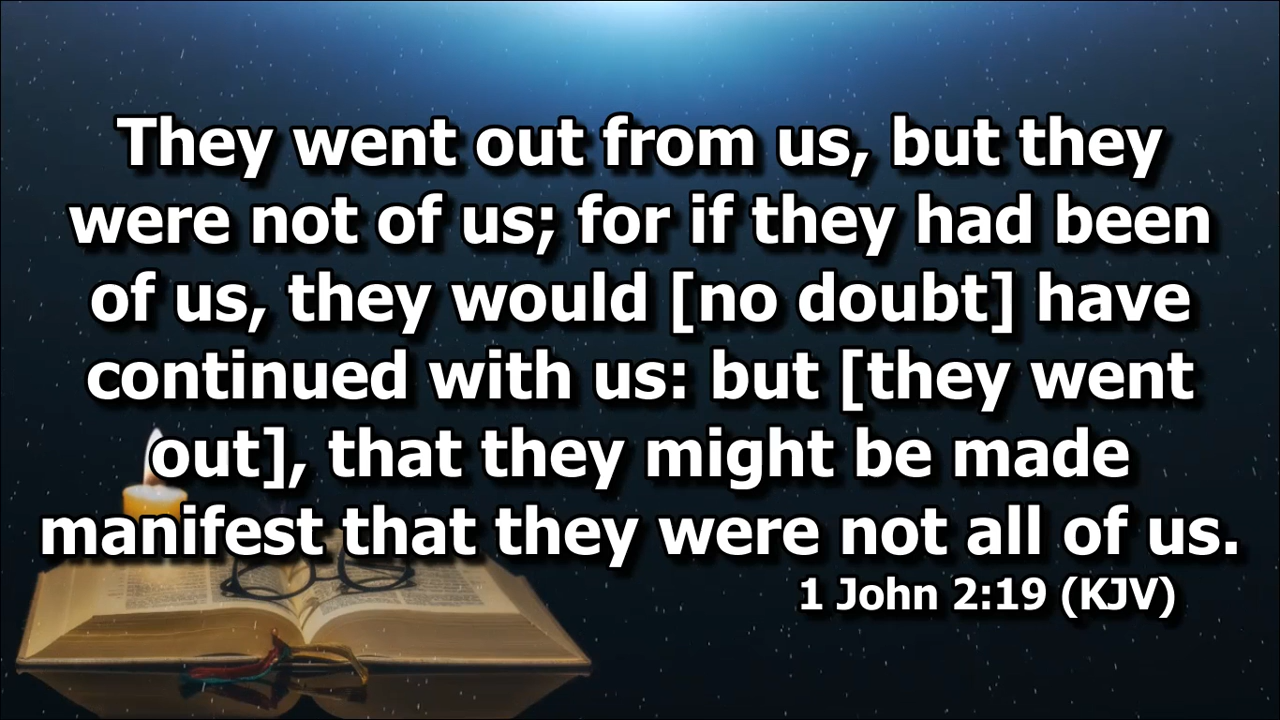 They went out from us, but they
were not of us; for if they had been
of us, they would [no doubt] have
continued with us: but [they went
out], that they might be made
manifest that they were not all of us.
1 John 2:19 (KJV)